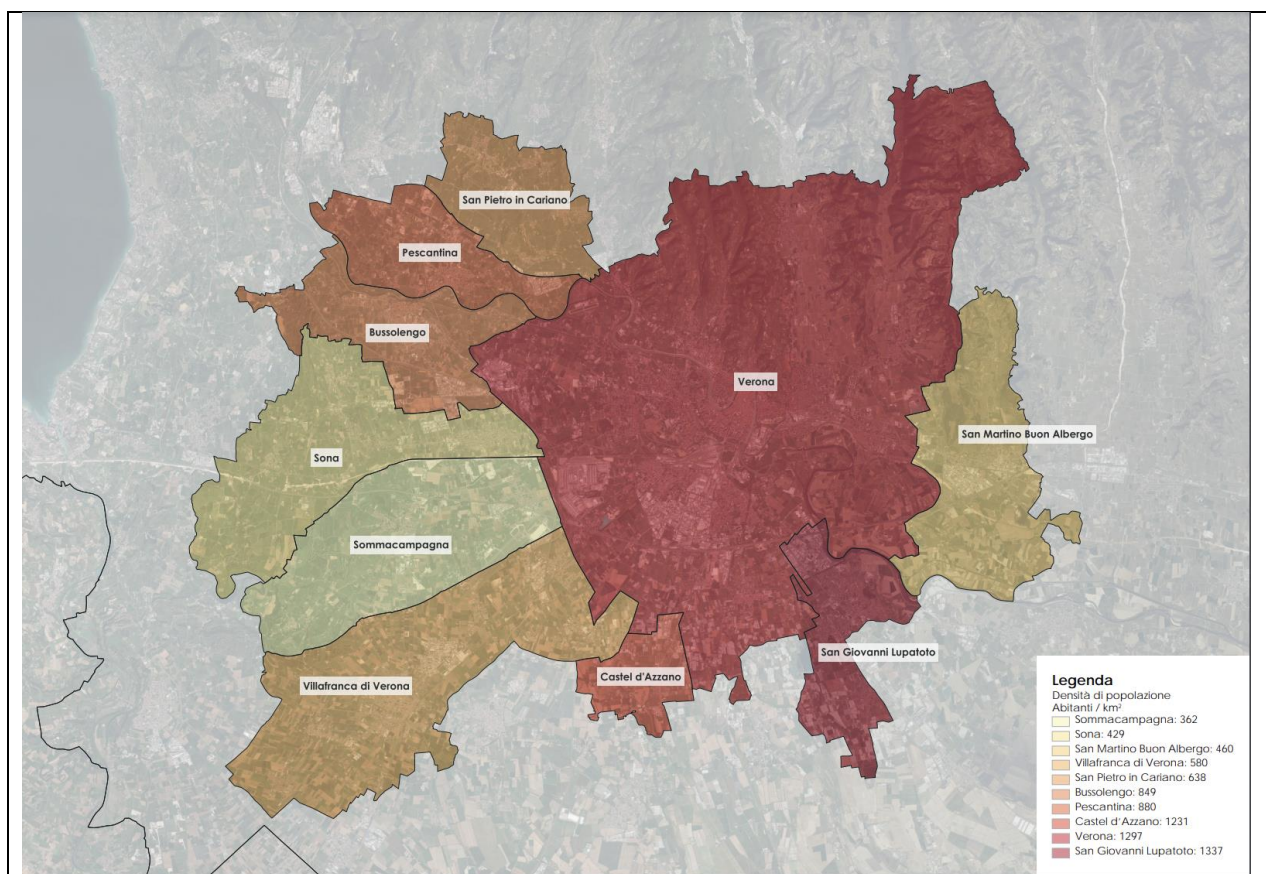 San Pietro in Cariano
Pescantina
Bussolengo
Verona
San Martino Buon Albergo
Sona
Sommacampagna
San Giovanni Lupatoto
Castel d'Azzano
Villafranca di Verona
Legenda
Densità di popolazione
Abitanti / km²
Sommacampagna: 362
Sona: 429
San Martino Buon Albergo: 460
Villafranca di Verona: 580
San Pietro in Cariano: 638
Bussolengo: 849
Pescantina: 880
Castel d'Azzano: 1231
Verona: 1297
San Giovanni Lupatoto: 1337